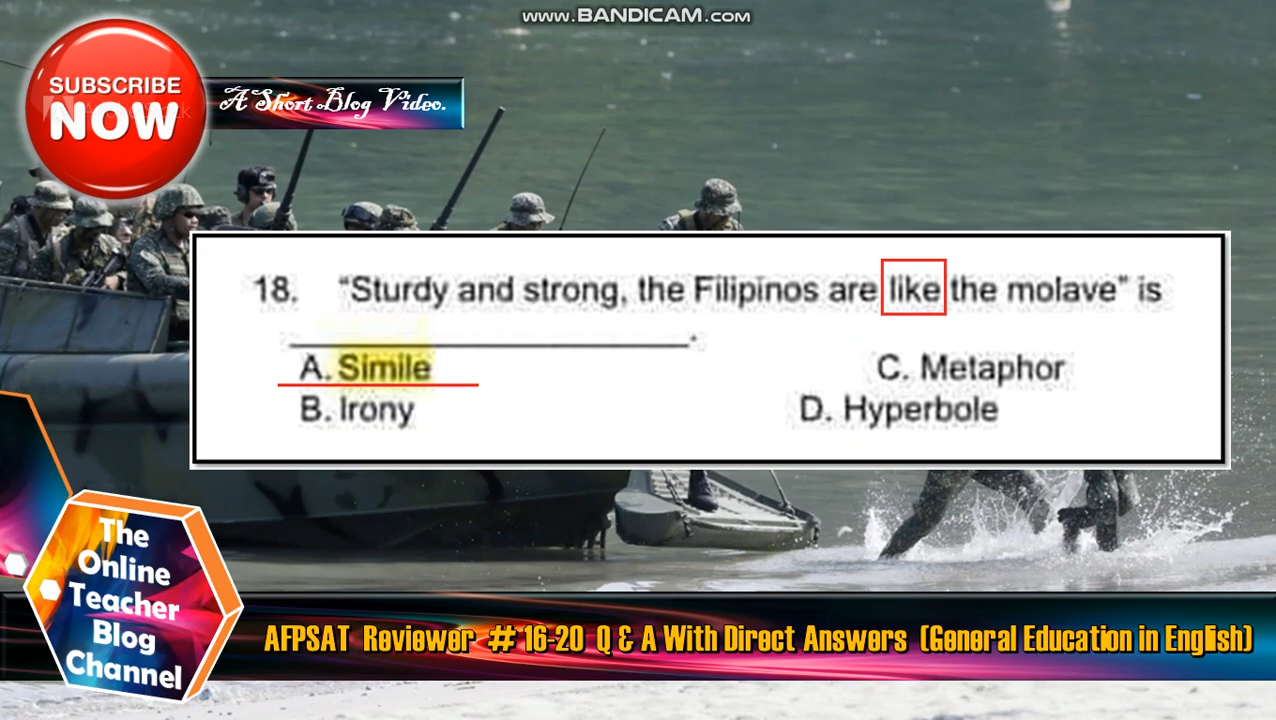 www.BANDICAM.com
SUBSCRIBE
NOW
A Short Blog Video.
18. "Sturdy and strong, the Filipinos are like the molave" is
____________________.
A. Simile
C. Metaphor
B. Irony
D. Hyperbole
The
Online
Teacher
Blog
Channel
AFPSAT Reviewer # 16-20 Q & A With Direct Answers (General Education in English)